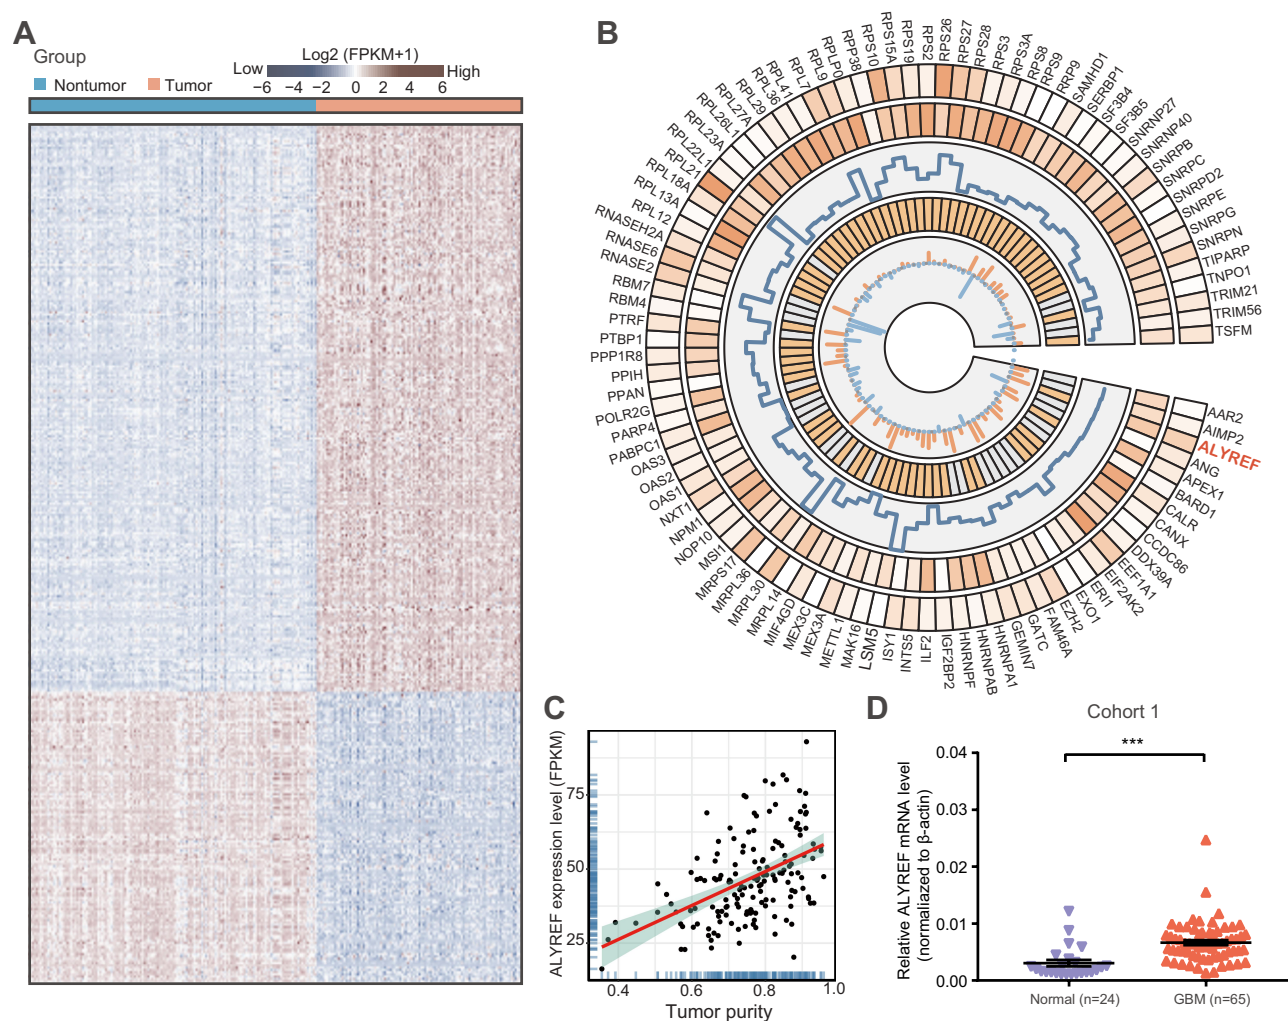 A
Group
Nontumor
Tumor
Log2 (FPKM+1)
Low
High
−6 −4 −2 0 2 4 6
B
RNASE2
RNASE6
RNASEH2A
RPL12
RPL13A
RPL18A
RPL21
RPL22L1
RPL23A
RPL26L1
RPL27A
RPL29
RPL36
RPL41
RPL7
RPL9
RPLP0
RPP38
RPS10
RPS15A
RPS19
RPS2
RPS26
RPS27
RPS28
RPS3
RPS3A
RPS8
RPS9
RRP9
SAMHD1
SERBP1
SF3B4
SF3B5
SNRNP27
SNRNP40
SNRPB
SNRPC
SNRPD2
SNRPE
SNRPG
SNRPN
TIPARP
TNPO1
TRIM21
TRIM56
TSFM
AAR2
AIMP2
ALYREF
ANG
APEX1
BARD1
CALR
CANX
CCDC86
DDX39A
EEF1A1
EIF2AK2
ERI1
EXO1
EZH2
FAM46A
GATC
GEMIN7
HNRNPA1
HNRNPAB
HNRNPF
IGF2BP2
ILF2
INTS5
ISY1
LSM5
MAK16
METTL1
MEX3A
MEX3C
MIF4GD
MRPL14
MRPL30
MRPL36
MRPS17
MSI1
NOP10
NPM1
NXT1
OAS1
OAS2
OAS3
PABPC1
PARP4
POLR2G
PPAN
PPIH
PPP1R8
PTBP1
PTRF
RBM4
RBM7
C
ALYREF expression level (FPKM)
75
50
25
0.4 0.6 0.8 1.0
Tumor purity
D
Cohort 1
***
Relative ALYREF mRNA level
(normaliazed to β-actin)
0.04
0.03
0.02
0.01
0.00
Normal (n=24)
GBM (n=65)